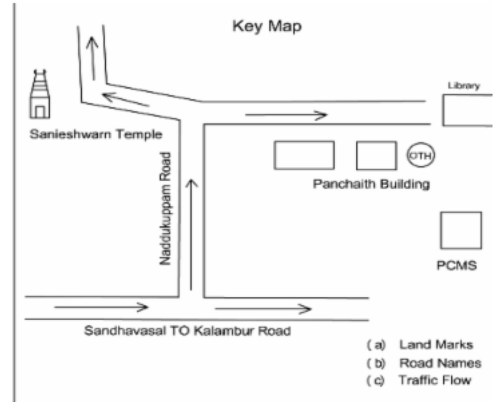 Key Map
Library
Sanieshwarn Temple
OTH
Panchaith Building
Naddukuppam Road
PCMS
Sandhavasal TO Kalambur Road
(a) Land Marks
(b) Road Names
(c) Traffic Flow